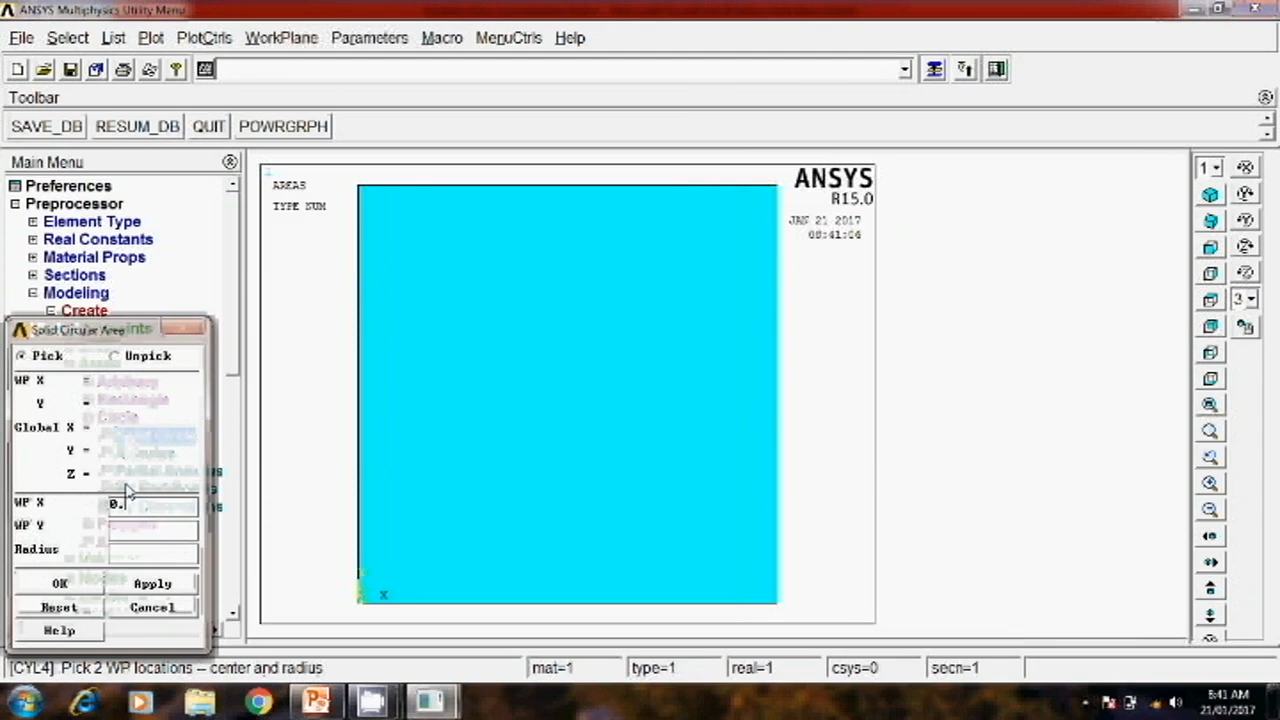 ANSYS Multiphysics Utility Menu
File Select List Plot PlotCtrls WorkPlane Parameters Macro MenuCtrls Help
Toolbar
SAVE_DB RESUM_DB QUIT POWRGRPH
Main Menu
Preferences
Preprocessor
Element Type
Real Constants
Material Props
Sections
Modeling
Create
Solid Circular Area
Pick Unpick
WP X =
Y =
Global X =
Y =
Z =
WP X 0.
WP Y
Radius
OK Apply
Reset Cancel
Help
1
AREAS
TYPE NUM
ANSYS
R15.0
JAN 21 2017
08:41:04
X
1
3
[CYL4] Pick 2 WP locations -- center and radius
mat=1 type=1 real=1 csys=0 secn=1
8:41 AM
21/01/2017